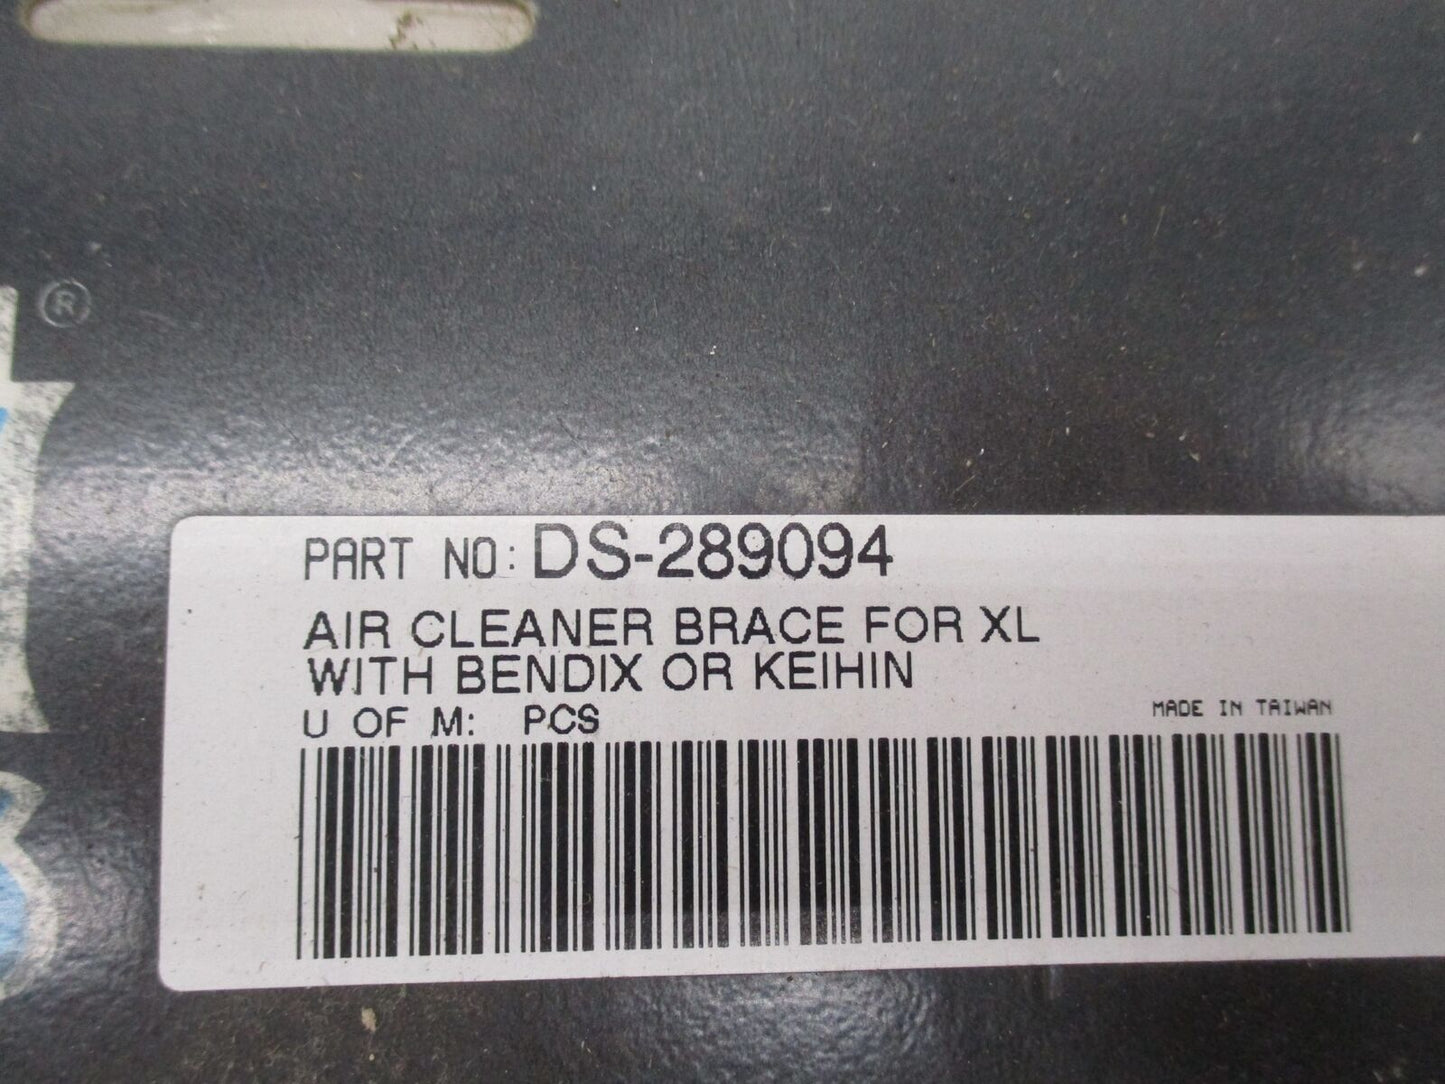 ®
PART NO: DS-289094
AIR CLEANER BRACE FOR XL
WITH BENDIX OR KEIHIN
U OF M: PCS
MADE IN TAIWAN